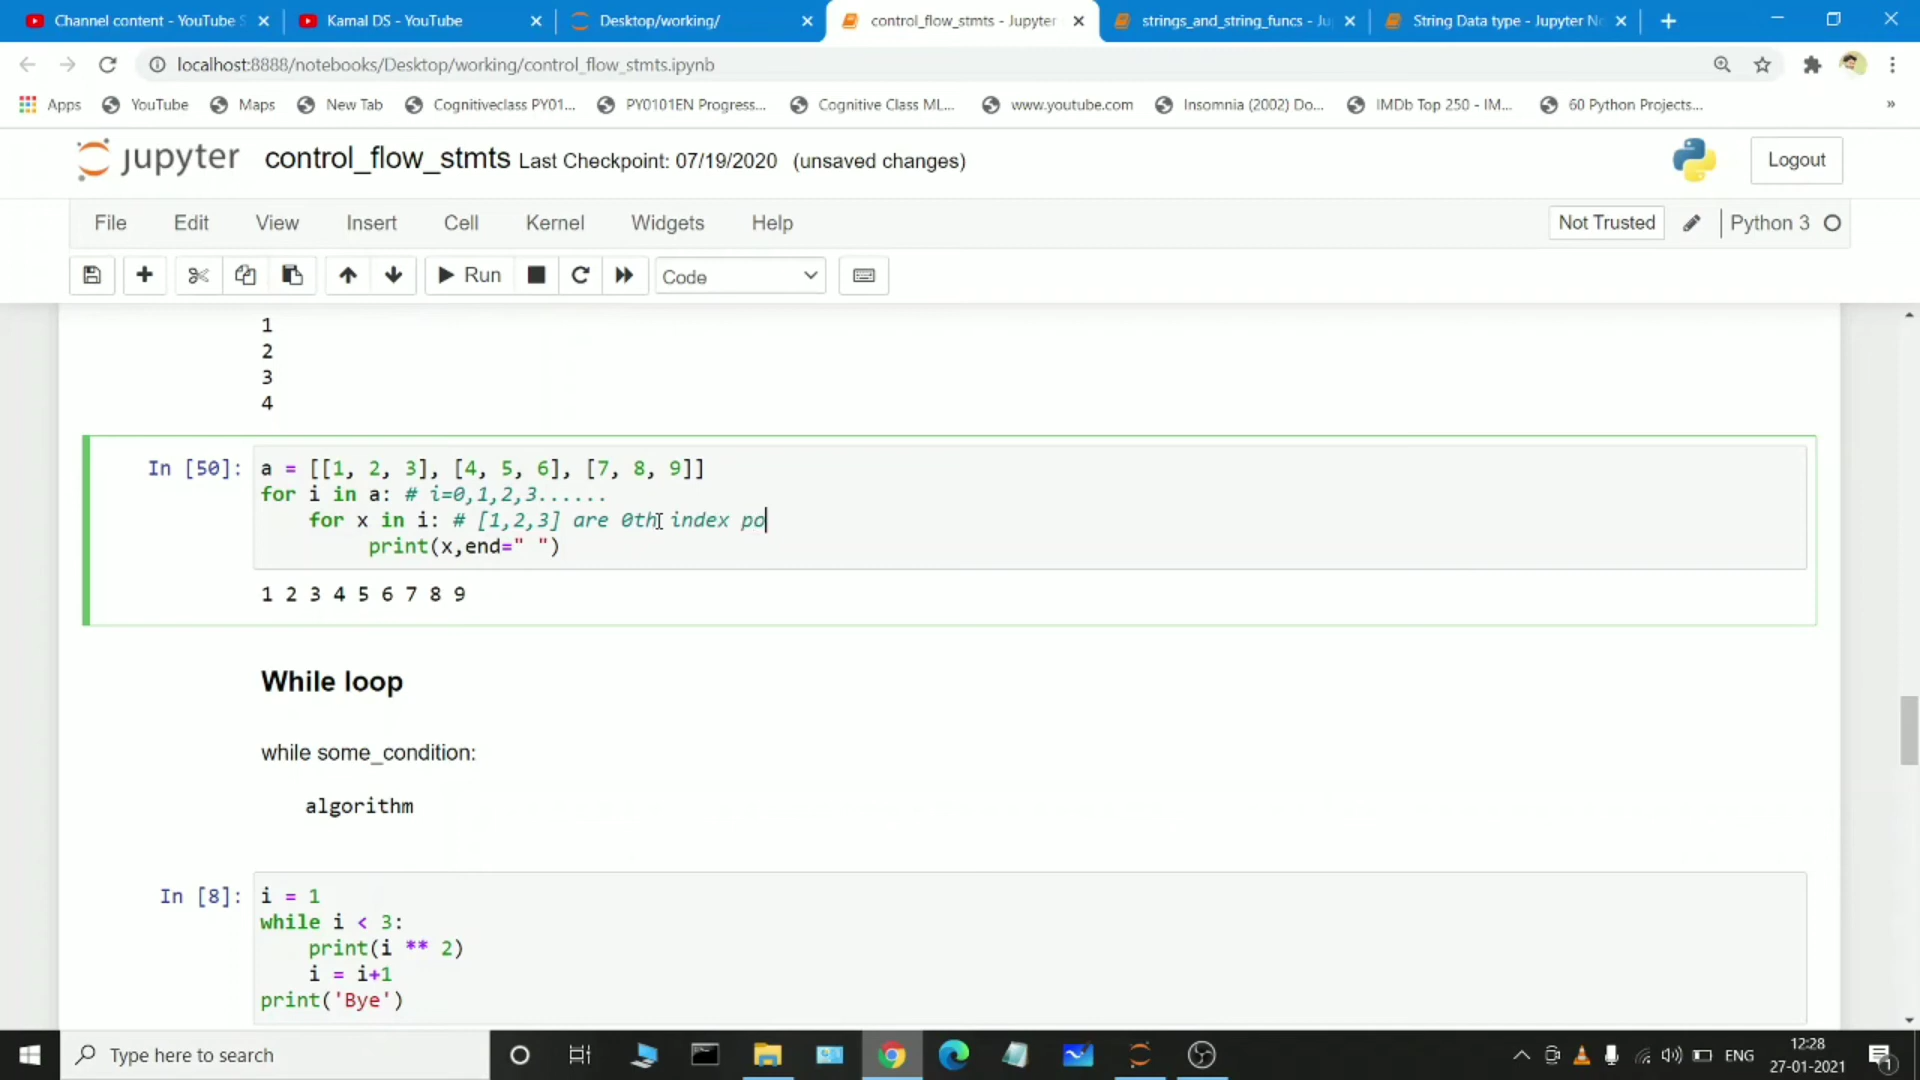 Channel content - YouTube S
Kamal DS - YouTube
Desktop/working/
control_flow_stmts - Jupyter
strings_and_string_funcs - Ju
String Data type - Jupyter No
localhost:8888/notebooks/Desktop/working/control_flow_stmts.ipynb
Apps YouTube Maps New Tab Cognitiveclass PY01... PY0101EN Progress... Cognitive Class ML... www.youtube.com Insomnia (2002) Do... IMDb Top 250 - IM... 60 Python Projects... »
jupyter control_flow_stmts Last Checkpoint: 07/19/2020 (unsaved changes) Logout
File Edit View Insert Cell Kernel Widgets Help Not Trusted Python 3
Run Code
1
2
3
4
In [50]: a = [[1, 2, 3], [4, 5, 6], [7, 8, 9]]
for i in a: # i=0,1,2,3......
for x in i: # [1,2,3] are 0th index po
print(x,end=" ")
1 2 3 4 5 6 7 8 9
While loop
while some_condition:
algorithm
In [8]: i = 1
while i < 3:
print(i ** 2)
i = i+1
print('Bye')
Type here to search
ENG
12:28
27-01-2021
1